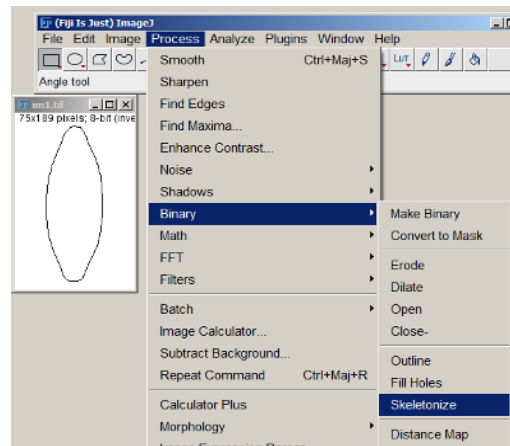 (Fiji Is Just) ImageJ
File Edit Image Process Analyze Plugins Window Help
LUT
Angle tool
im1.tif
75x189 pixels; 8-bit (inve
Smooth Ctrl+Maj+S
Sharpen
Find Edges
Find Maxima...
Enhance Contrast...
Noise
Shadows
Binary
Math
FFT
Filters
Batch
Image Calculator...
Subtract Background...
Repeat Command Ctrl+Maj+R
Calculator Plus
Morphology
Make Binary
Convert to Mask
Erode
Dilate
Open
Close-
Outline
Fill Holes
Skeletonize
Distance Map